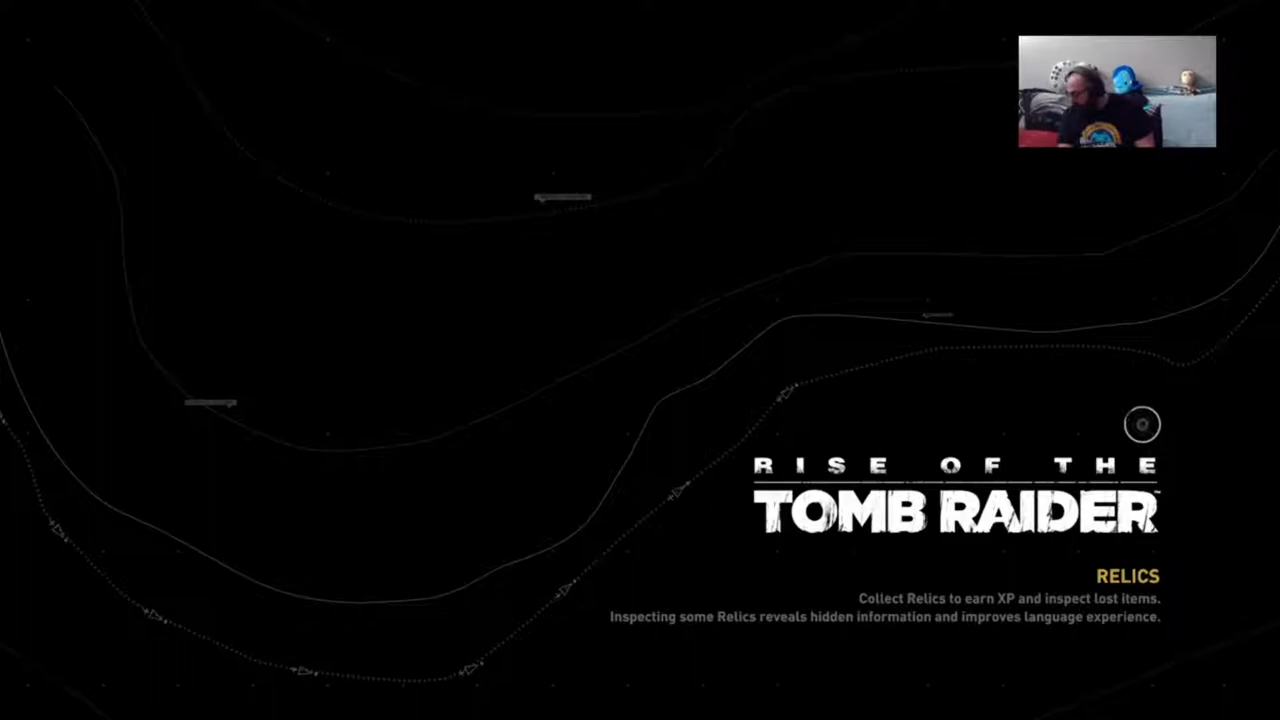 RISE OF THE
TOMB RAIDER™
RELICS
Collect Relics to earn XP and inspect lost items.
Inspecting some Relics reveals hidden information and improves language experience.